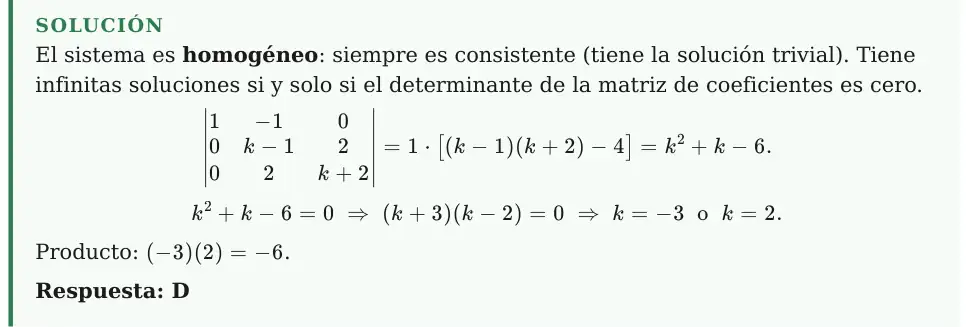 SOLUCIÓN
El sistema es homogéneo: siempre es consistente (tiene la solución trivial). Tiene
infinitas soluciones si y solo si el determinante de la matriz de coeficientes es cero.
|1 −1 0|
|0 k − 1 2| = 1 · [(k − 1)(k + 2) − 4] = k² + k − 6.
|0 2 k + 2|
k² + k − 6 = 0 ⇒ (k + 3)(k − 2) = 0 ⇒ k = −3 o k = 2.
Producto: (−3)(2) = −6.
Respuesta: D